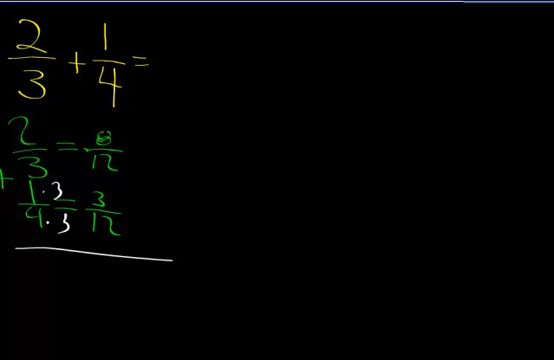 2/3 + 1/4 =
2/3 = 8/12
+ 1·3/4·3 = 3/12